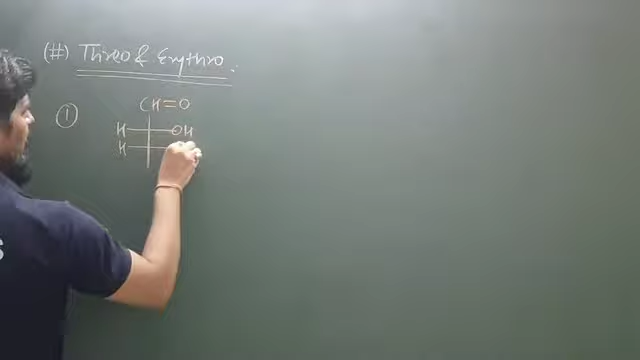 (#) Threo & Erythro.
① CH=O
H OH
H
S